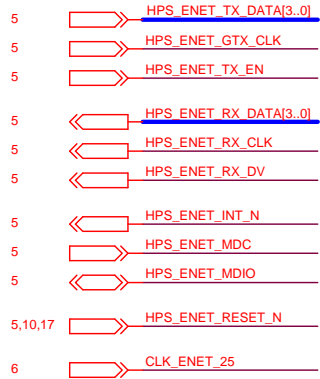 5 HPS_ENET_TX_DATA[3..0]
5 HPS_ENET_GTX_CLK
5 HPS_ENET_TX_EN
5 HPS_ENET_RX_DATA[3..0]
5 HPS_ENET_RX_CLK
5 HPS_ENET_RX_DV
5 HPS_ENET_INT_N
5 HPS_ENET_MDC
5 HPS_ENET_MDIO
5,10,17 HPS_ENET_RESET_N
6 CLK_ENET_25